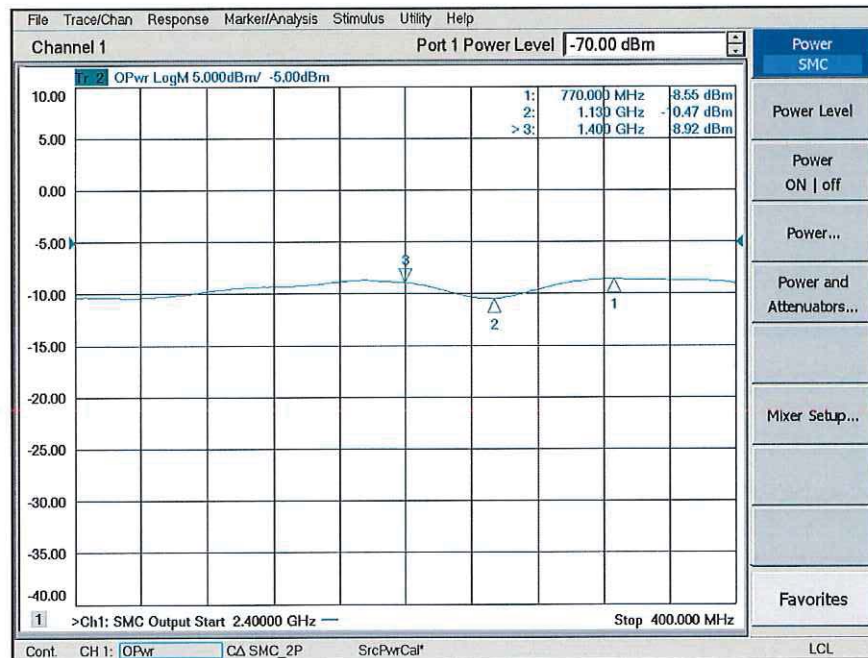 File Trace/Chan Response Marker/Analysis Stimulus Utility Help
Channel 1
Port 1 Power Level -70.00 dBm
Tr 2 OPwr LogM 5.000dBm/ -5.00dBm
1: 770.000 MHz -8.55 dBm
2: 1.130 GHz -10.47 dBm
> 3: 1.400 GHz -8.92 dBm
10.00
5.00
0.00
-5.00
-10.00
-15.00
-20.00
-25.00
-30.00
-35.00
-40.00
3
2
1
1 >Ch1: SMC Output Start 2.40000 GHz — Stop 400.000 MHz
Cont. CH 1: OPwr C∆ SMC_2P SrcPwrCal* LCL
Power
SMC
Power Level
Power
ON | off
Power...
Power and
Attenuators...
Mixer Setup...
Favorites